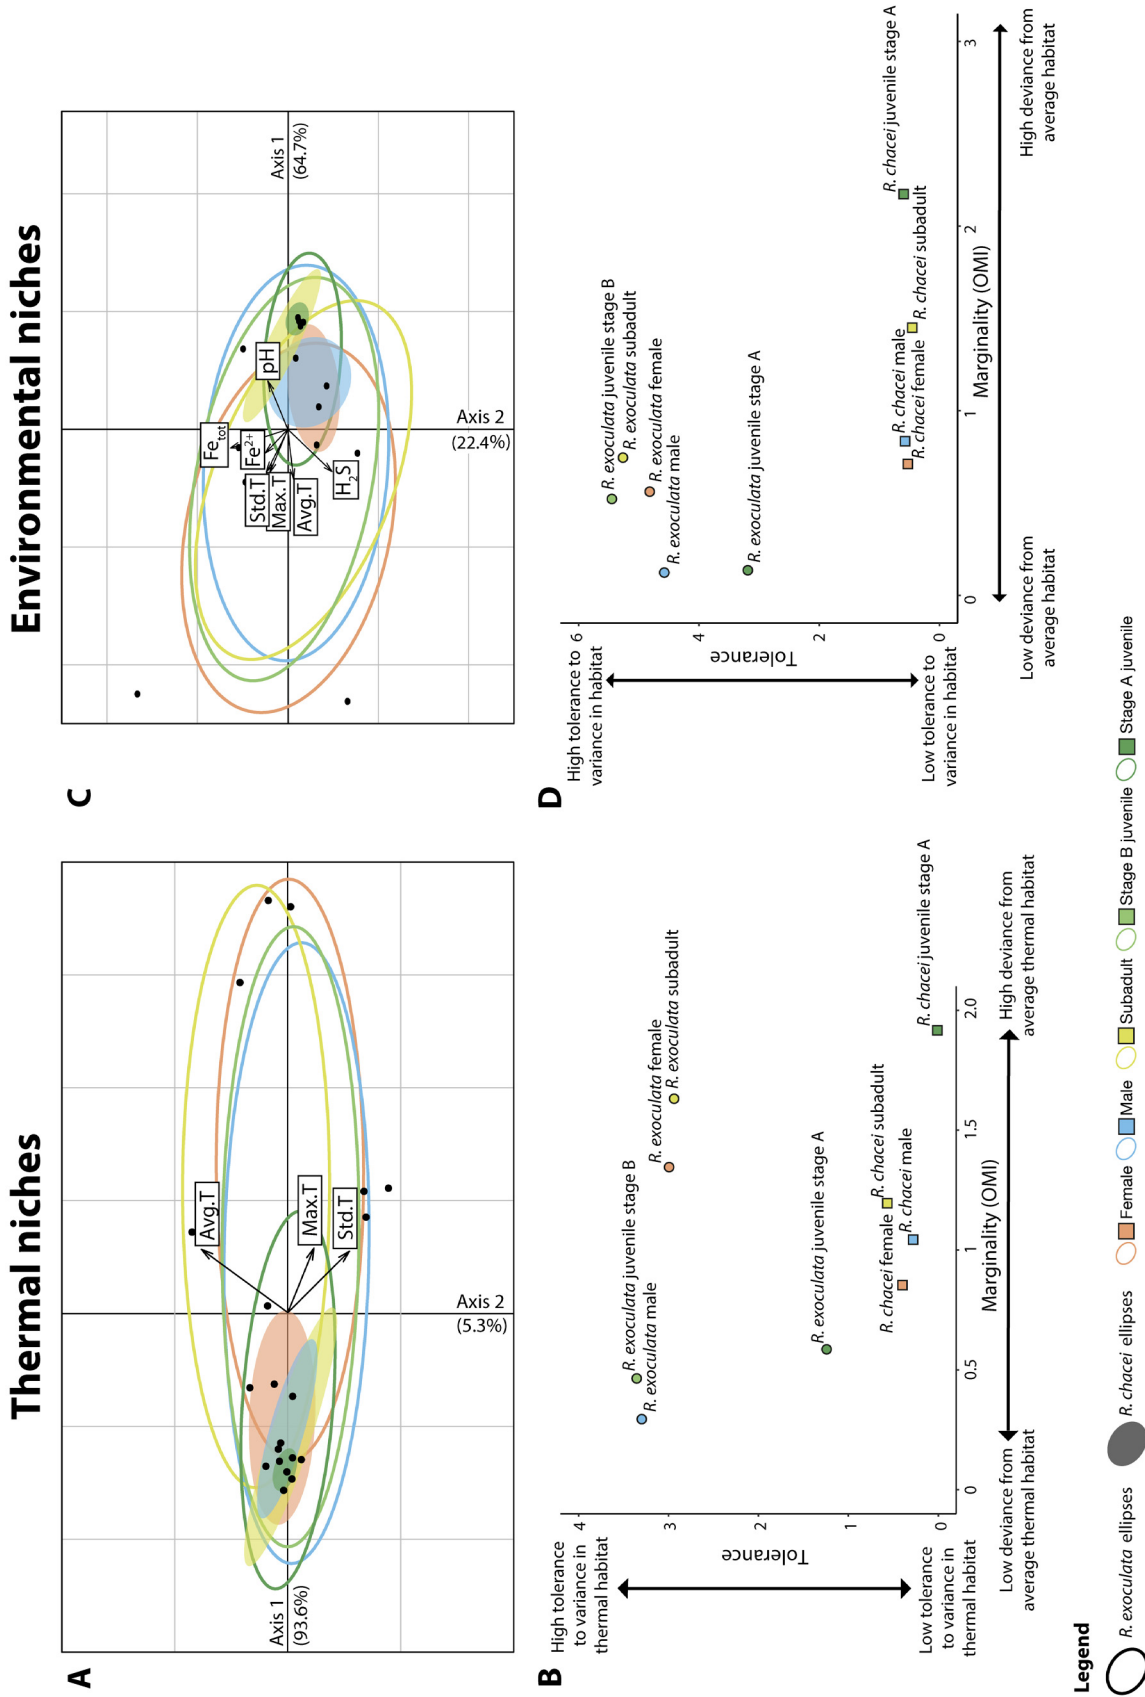 Thermal niches
A
Avg.T
Max.T
Std.T
Axis 1
(93.6%)
Axis 2
(5.3%)
Environmental niches
C
Fetot
Fe2+
pH
Std.T
Max.T
Avg.T
H2S
Axis 1
(64.7%)
Axis 2
(22.4%)
B
High tolerance
to variance in
thermal habitat
Low tolerance
to variance in
thermal habitat
Tolerance
4
3
2
1
0
R. exoculata juvenile stage B
R. exoculata male
R. exoculata female
R. exoculata subadult
R. exoculata juvenile stage A
R. chacei subadult
R. chacei female
R. chacei male
R. chacei juvenile stage A
0
0.5
1
1.5
2.0
Marginality (OMI)
Low deviance from
average thermal habitat
High deviance from
average thermal habitat
D
High tolerance to
variance in habitat
Low tolerance to
variance in habitat
Tolerance
6
4
2
0
R. exoculata juvenile stage B
R. exoculata subadult
R. exoculata female
R. exoculata male
R. exoculata juvenile stage A
R. chacei male
R. chacei female
R. chacei subadult
R. chacei juvenile stage A
0
1
2
3
Marginality (OMI)
Low deviance from
average habitat
High deviance from
average habitat
Legend
R. exoculata ellipses
R. chacei ellipses
Female
Male
Subadult
Stage B juvenile
Stage A juvenile